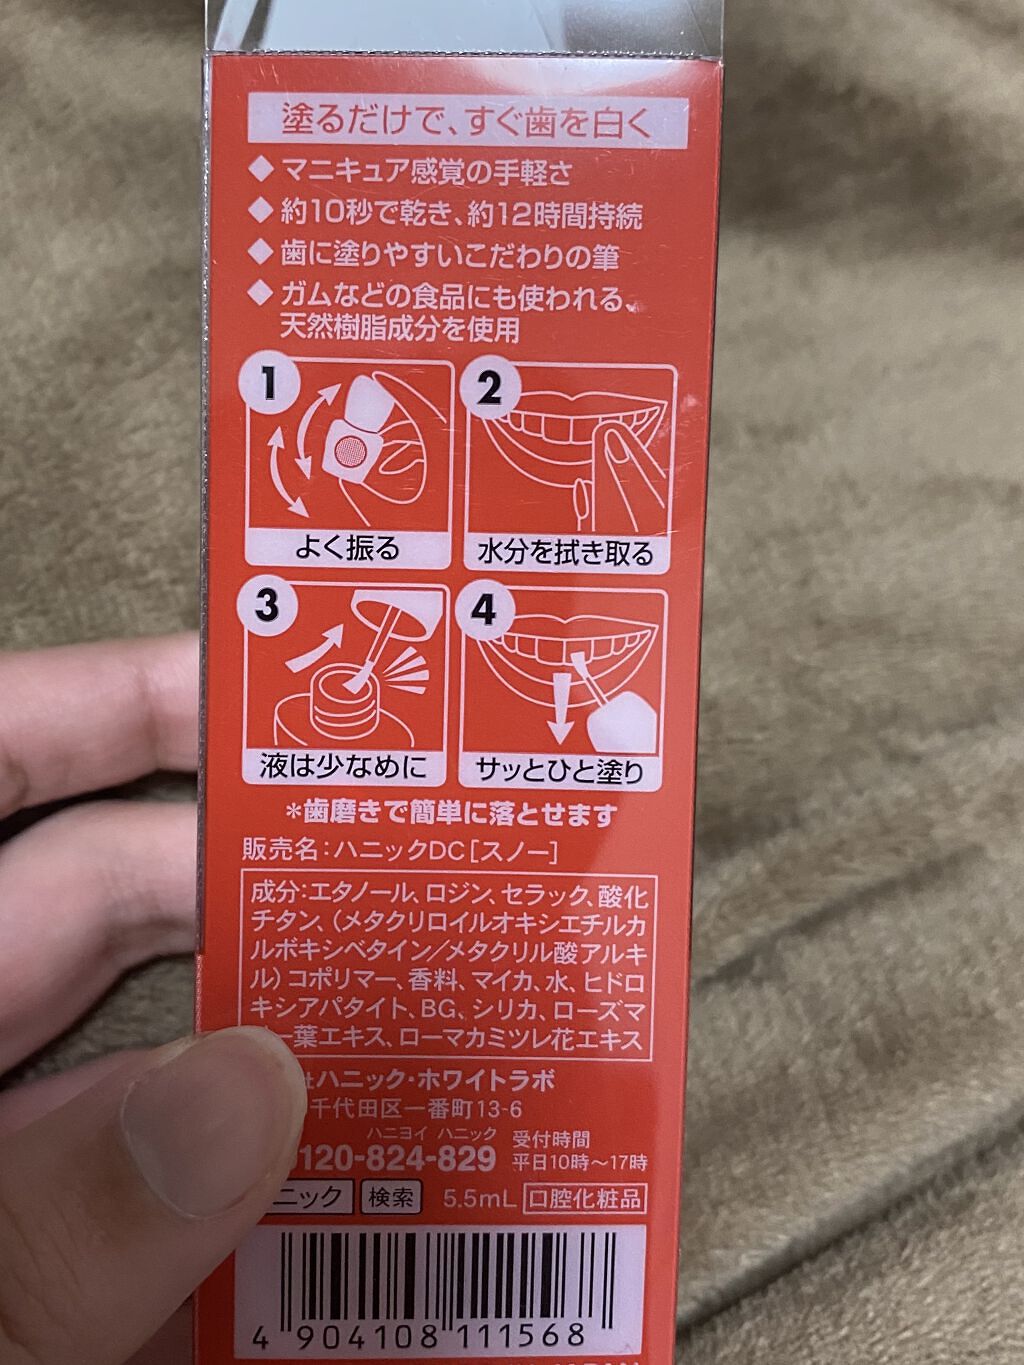 塗るだけで、すぐ歯を白く
◆マニキュア感覚の手軽さ
◆約10秒で乾き、約12時間持続
◆歯に塗りやすいこだわりの筆
◆ガムなどの食品にも使われる、
天然樹脂成分を使用
1
2
よく振る
水分を拭き取る
3
4
液は少なめに
サッとひと塗り
*歯磨きで簡単に落とせます
販売名:ハニックDC[スノー]
成分:エタノール、ロジン、セラック、酸化
チタン、(メタクリロイルオキシエチルカ
ルボキシベタイン/メタクリル酸アルキ
ル)コポリマー、香料、マイカ、水、ヒドロ
キシアパタイト、BG、シリカ、ローズマ
ー葉エキス、ローマカミツレ花エキス
ハニック・ホワイトラボ
千代田区一番町13-6
ハニヨイ ハニック
120-824-829
受付時間
平日10時〜17時
ニック 検索 5.5mL 口腔化粧品
4 904108 111568